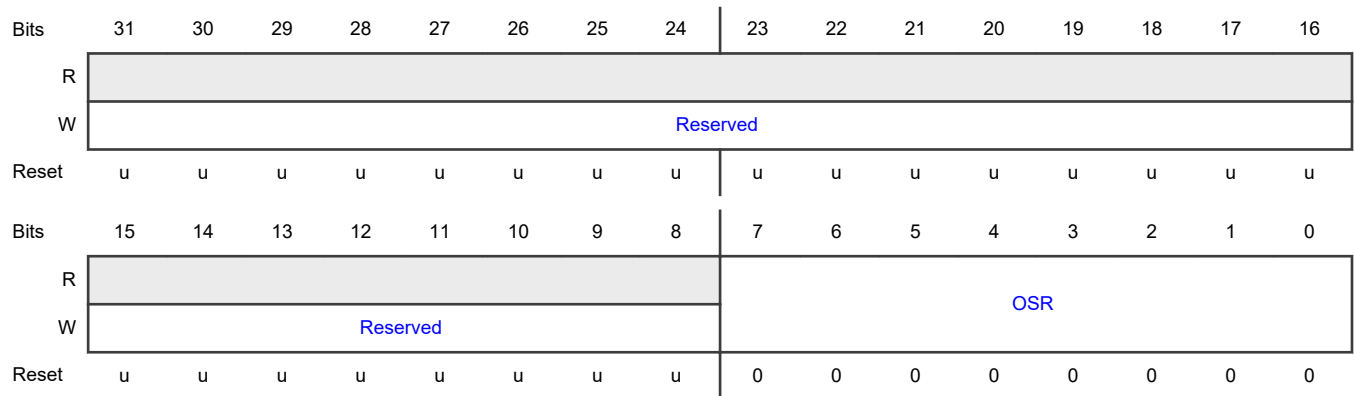 Bits 31 30 29 28 27 26 25 24 23 22 21 20 19 18 17 16
R
W Reserved
Reset u u u u u u u u u u u u u u u u
Bits 15 14 13 12 11 10 9 8 7 6 5 4 3 2 1 0
R
OSR
W Reserved
Reset u u u u u u u u 0 0 0 0 0 0 0 0